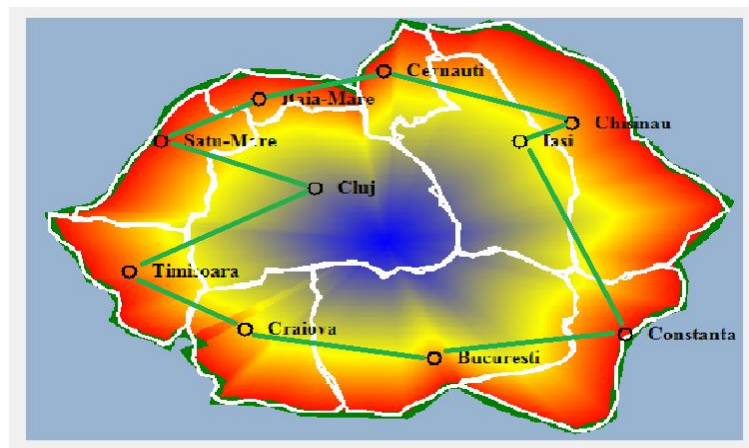 Cernauti
Baia-Mare
Chisinau
Satu-Mare
Iasi
Cluj
Timisoara
Craiova
Constanta
Bucuresti